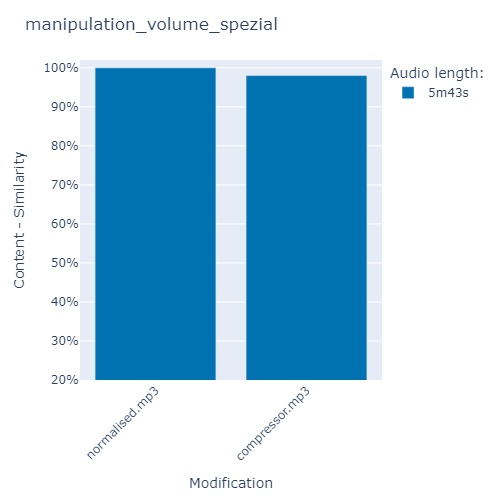 manipulation_volume_spezial
Audio length:
5m43s
100%
90%
80%
70%
60%
50%
40%
30%
20%
Content - Similarity
normalised.mp3
compressor.mp3
Modification